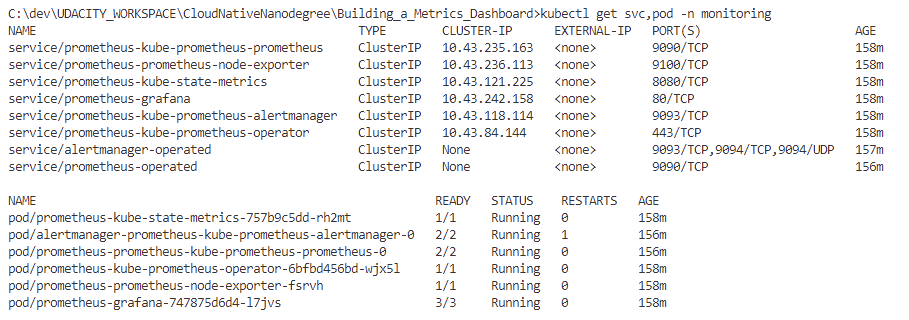 C:\dev\UDACITY_WORKSPACE\CloudNativeNanodegree\Building_a_Metrics_Dashboard>kubectl get svc,pod -n monitoring
NAME TYPE CLUSTER-IP EXTERNAL-IP PORT(S) AGE
service/prometheus-kube-prometheus-prometheus ClusterIP 10.43.235.163 <none> 9090/TCP 158m
service/prometheus-prometheus-node-exporter ClusterIP 10.43.236.113 <none> 9100/TCP 158m
service/prometheus-kube-state-metrics ClusterIP 10.43.121.225 <none> 8080/TCP 158m
service/prometheus-grafana ClusterIP 10.43.242.158 <none> 80/TCP 158m
service/prometheus-kube-prometheus-alertmanager ClusterIP 10.43.118.114 <none> 9093/TCP 158m
service/prometheus-kube-prometheus-operator ClusterIP 10.43.84.144 <none> 443/TCP 158m
service/alertmanager-operated ClusterIP None <none> 9093/TCP,9094/TCP,9094/UDP 157m
service/prometheus-operated ClusterIP None <none> 9090/TCP 156m
NAME READY STATUS RESTARTS AGE
pod/prometheus-kube-state-metrics-757b9c5dd-rh2mt 1/1 Running 0 158m
pod/alertmanager-prometheus-kube-prometheus-alertmanager-0 2/2 Running 1 156m
pod/prometheus-prometheus-kube-prometheus-prometheus-0 2/2 Running 0 156m
pod/prometheus-kube-prometheus-operator-6bfbd456bd-wjx5l 1/1 Running 0 158m
pod/prometheus-prometheus-node-exporter-fsrvh 1/1 Running 0 158m
pod/prometheus-grafana-747875d6d4-l7jvs 3/3 Running 0 158m